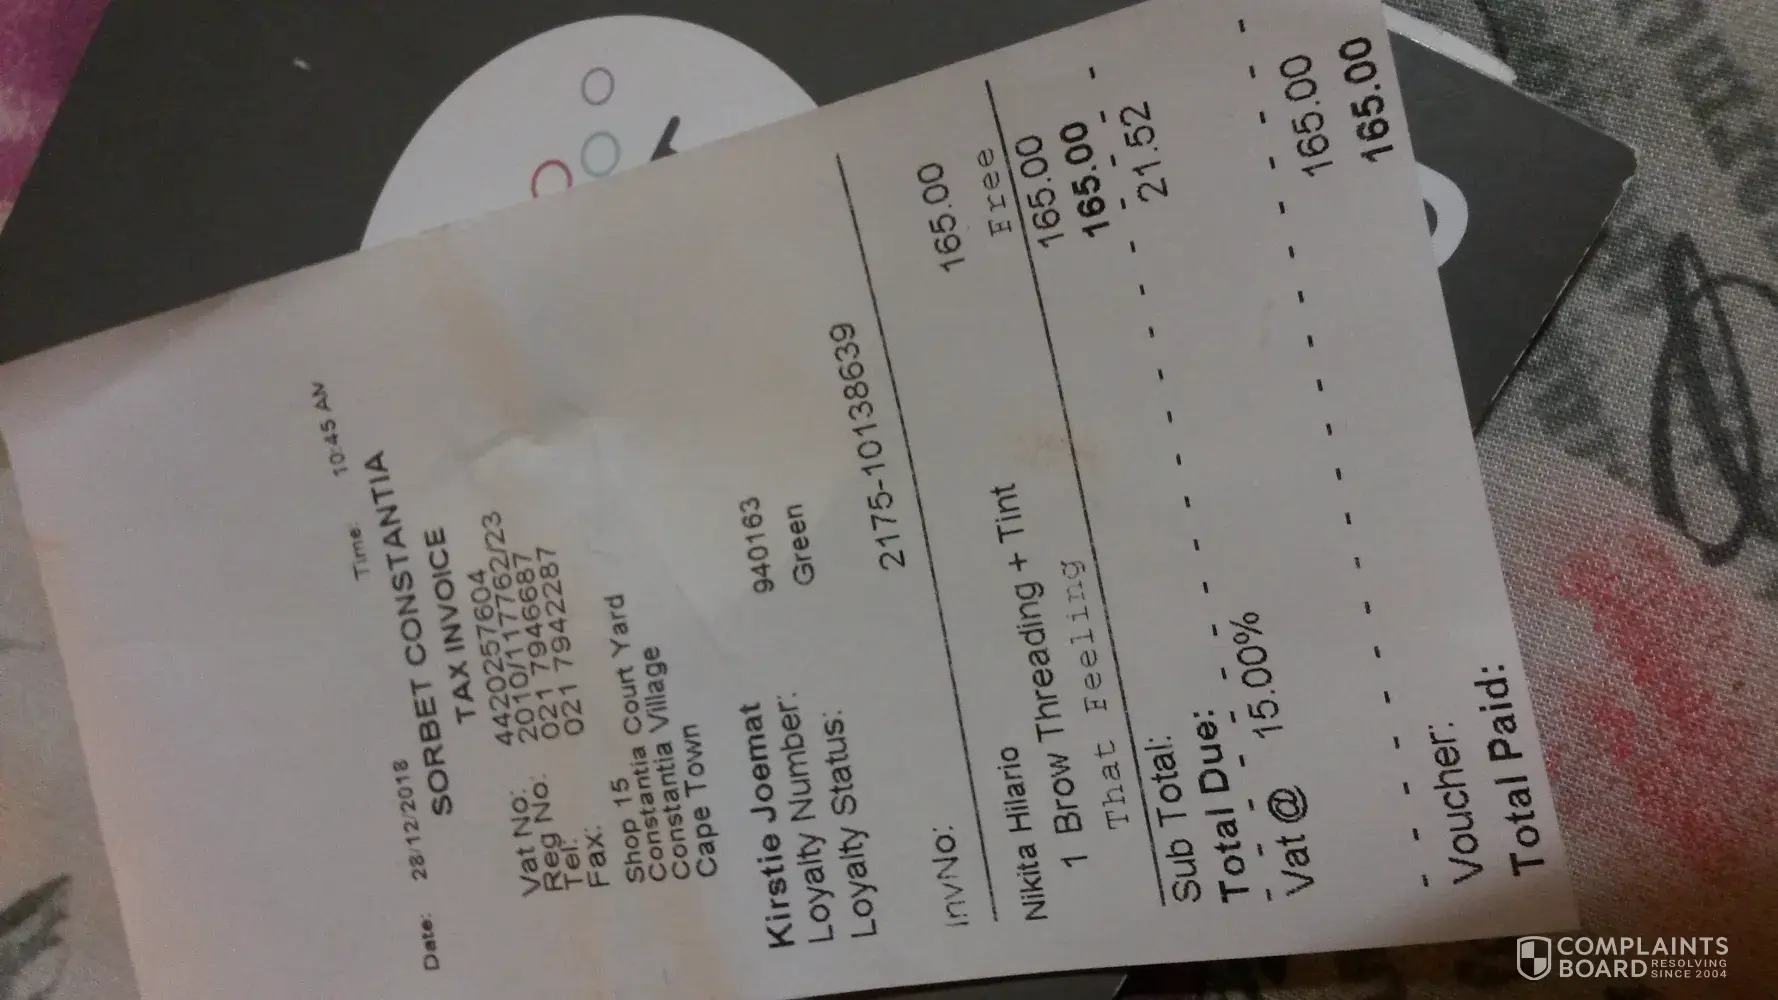 Date: 28/12/2018 Time: 10:45 AM
SORBET CONSTANTIA
TAX INVOICE
Vat No: 4420257604
Reg No.: 2010/117762/23
Tel: 021 7946687
Fax: 021 7942287
Shop 15
Constantia Court Yard
Constantia Village
Cape Town
Kirstie Joemat
Loyalty Number: 940163
Loyalty Status: Green
InvNo: 2175-10138639
Nikita Hilario
1 Brow Threading + Tint 165.00
That Feeling Free
Sub Total: 165.00
Total Due: 165.00
Vat @ 15.00% 21.52
Voucher: 165.00
Total Paid: 165.00
COMPLAINTS
BOARD RESOLVING
SINCE 2004